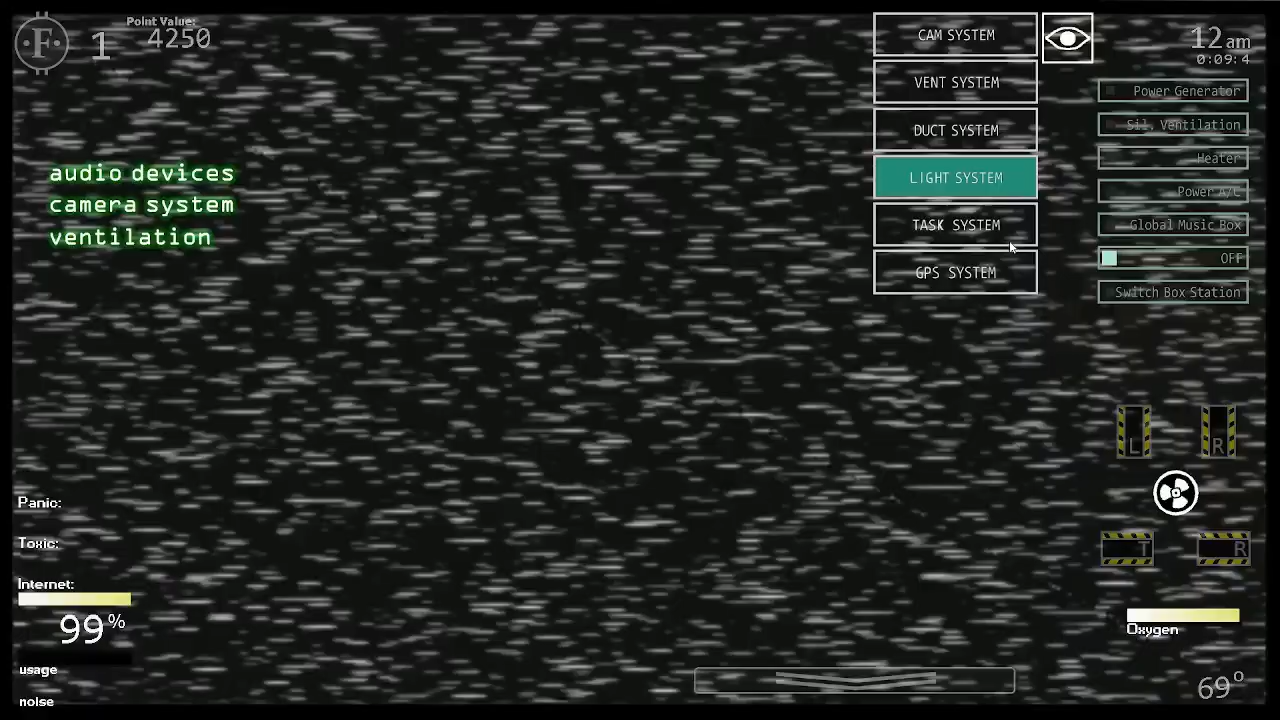 F 1
Point Value:
4250
CAM SYSTEM
VENT SYSTEM
DUCT SYSTEM
LIGHT SYSTEM
TASK SYSTEM
GPS SYSTEM
12 am
0:09:4
Power Generator
Sil. Ventilation
Heater
Power A/C
Global Music Box
OFF
Switch Box Station
audio devices
camera system
ventilation
L R
T R
Panic:
Toxic:
Internet:
99%
usage
noise
Oxygen
69°